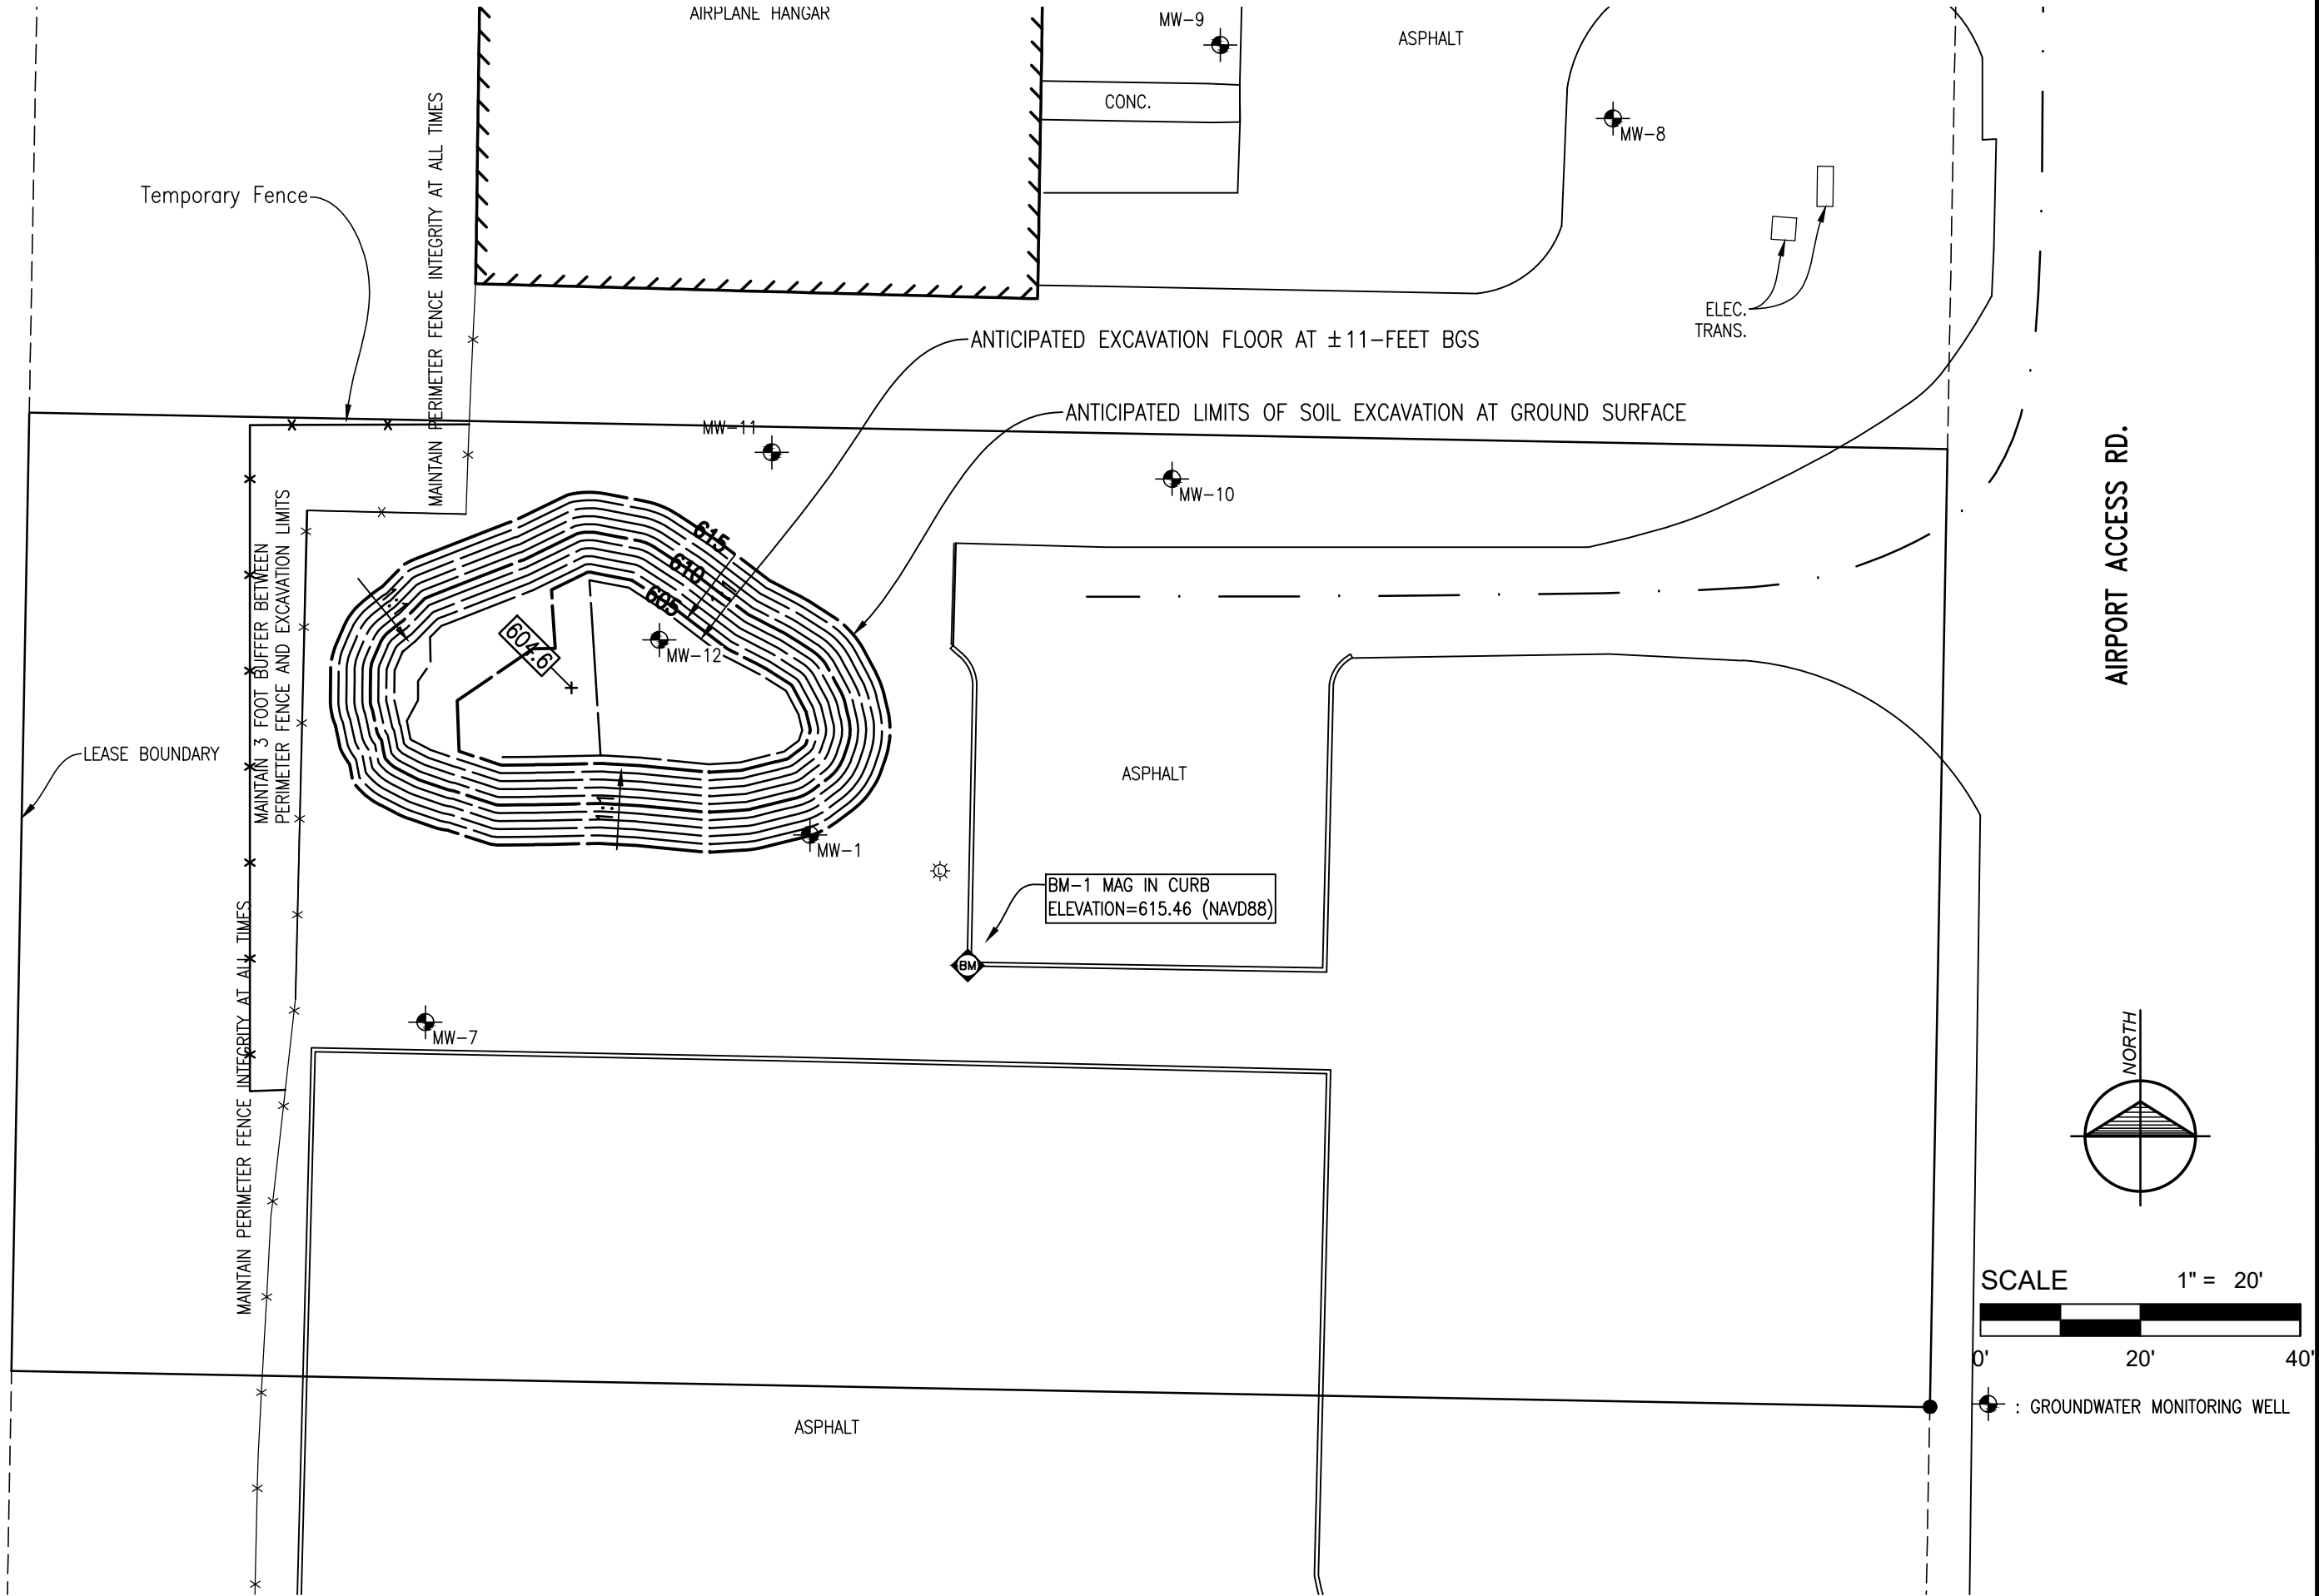 AIRPLANE HANGAR
MW-9
ASPHALT
CONC.
MW-8
MAINTAIN PERIMETER FENCE INTEGRITY AT ALL TIMES
Temporary Fence
ELEC.
TRANS.
ANTICIPATED EXCAVATION FLOOR AT ±11-FEET BGS
ANTICIPATED LIMITS OF SOIL EXCAVATION AT GROUND SURFACE
MW-11
MW-10
AIRPORT ACCESS RD.
615
610
605
1:1
604.6
MW-12
MAINTAIN 3 FOOT BUFFER BETWEEN
PERIMETER FENCE AND EXCAVATION LIMITS
LEASE BOUNDARY
ASPHALT
1:1
MW-1
L
BM-1 MAG IN CURB
ELEVATION=615.46 (NAVD88)
BM
MAINTAIN PERIMETER FENCE INTEGRITY AT ALL TIMES
MW-7
NORTH
SCALE 1" = 20'
0' 20' 40'
: GROUNDWATER MONITORING WELL
ASPHALT